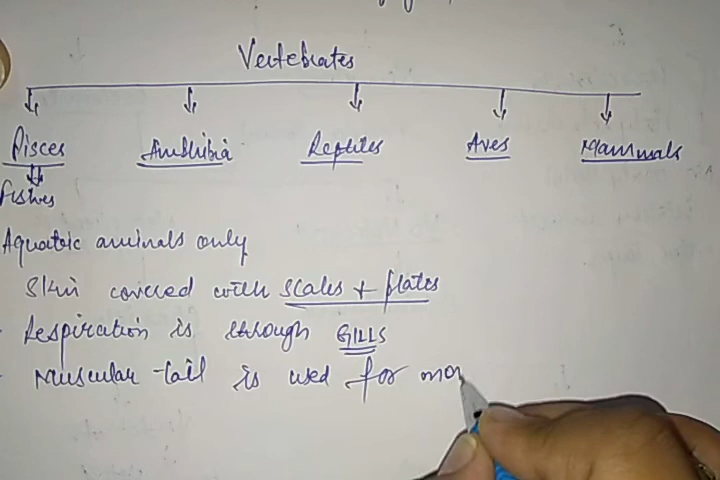 Vertebrates
Pisces Amphibia Reptiles Aves Mammals
Fishes
Aquatic animals only
Skin covered with scales + plates
Respiration is through GILLS
Muscular tail is used for mov